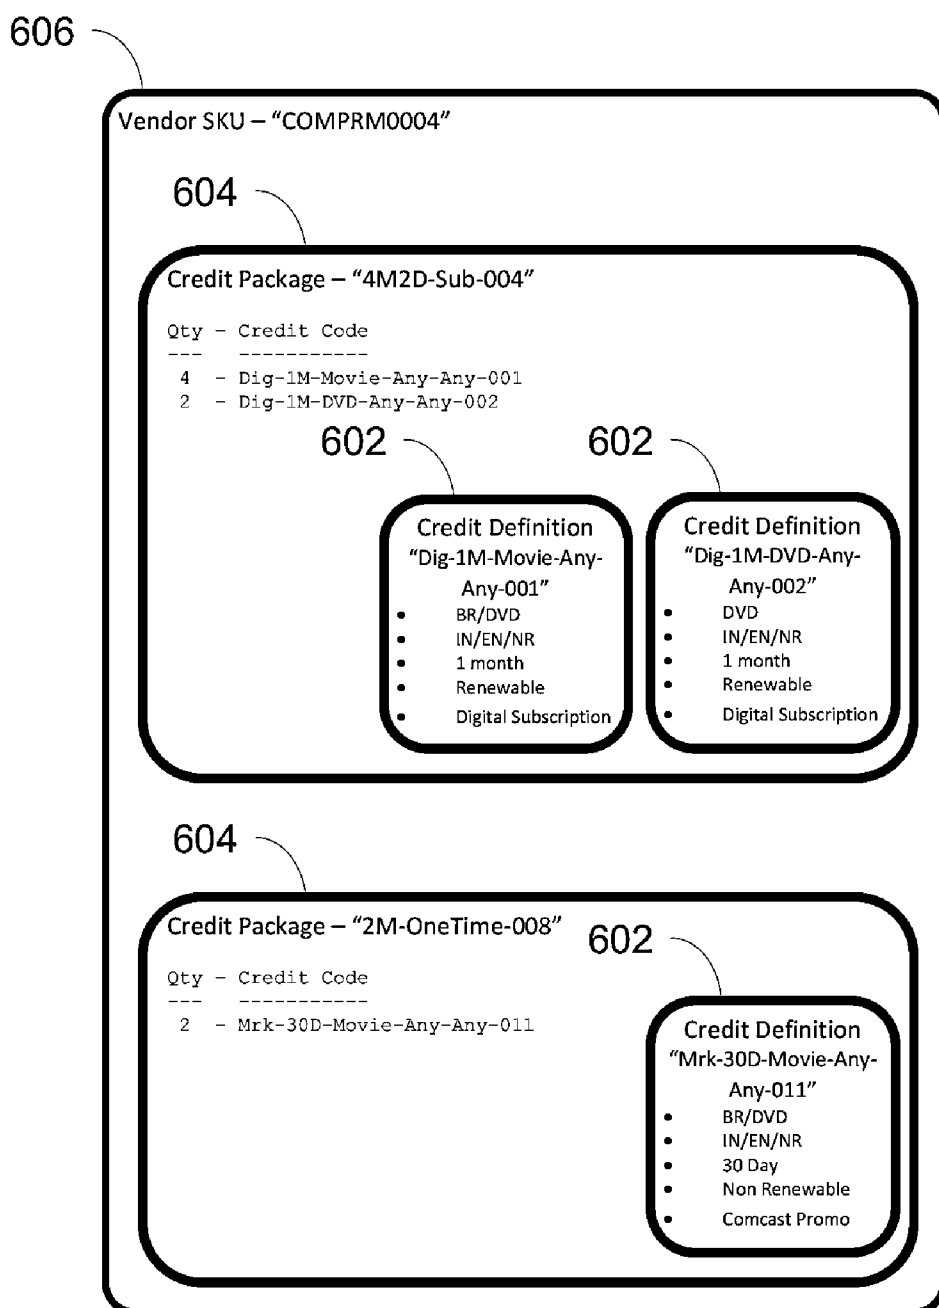 606
Vendor SKU – “COMPRM0004”
604
Credit Package – “4M2D-Sub-004”
Qty – Credit Code
--- -----------
4 – Dig-1M-Movie-Any-Any-001
2 – Dig-1M-DVD-Any-Any-002
602
Credit Definition
“Dig-1M-Movie-Any-
Any-001”
• BR/DVD
• IN/EN/NR
• 1 month
• Renewable
• Digital Subscription
602
Credit Definition
“Dig-1M-DVD-Any-
Any-002”
• DVD
• IN/EN/NR
• 1 month
• Renewable
• Digital Subscription
604
Credit Package – “2M-OneTime-008”
Qty – Credit Code
--- -----------
2 – Mrk-30D-Movie-Any-Any-011
602
Credit Definition
“Mrk-30D-Movie-Any-
Any-011”
• BR/DVD
• IN/EN/NR
• 30 Day
• Non Renewable
• Comcast Promo